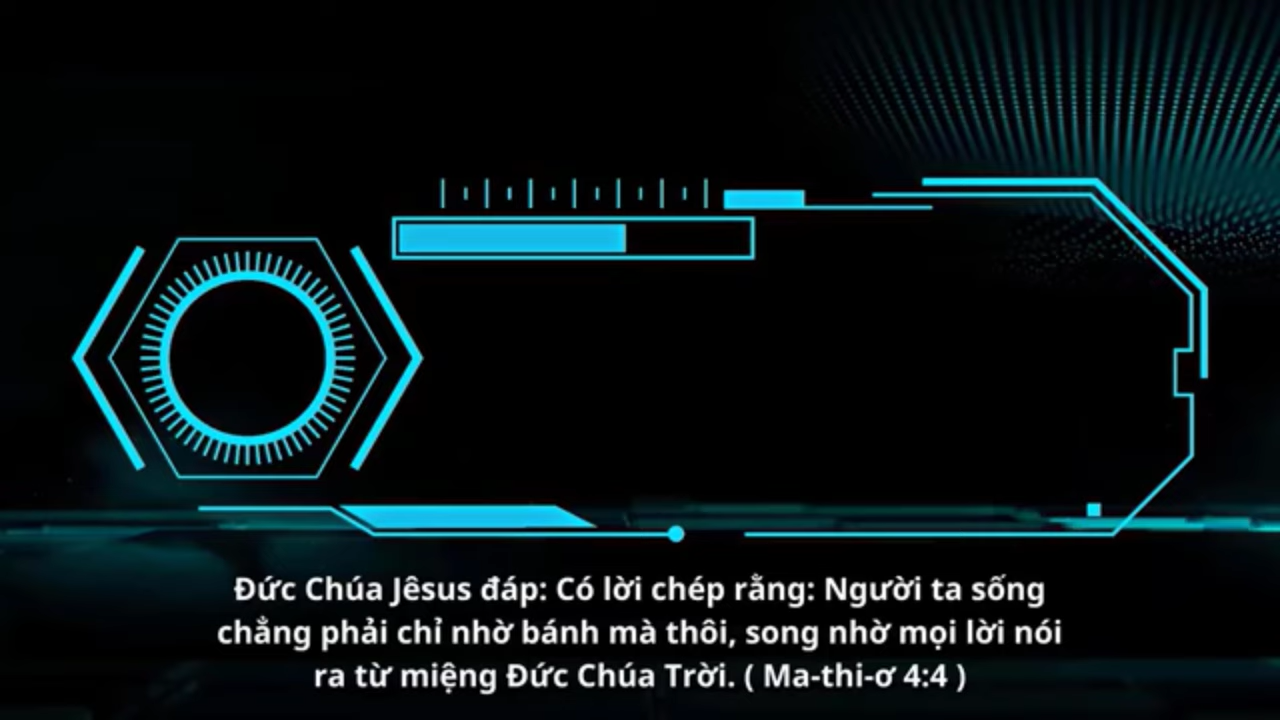 Đức Chúa Jêsus đáp: Có lời chép rằng: Người ta sống
chẳng phải chỉ nhờ bánh mà thôi, song nhờ mọi lời nói
ra từ miệng Đức Chúa Trời. ( Ma-thi-ơ 4:4 )